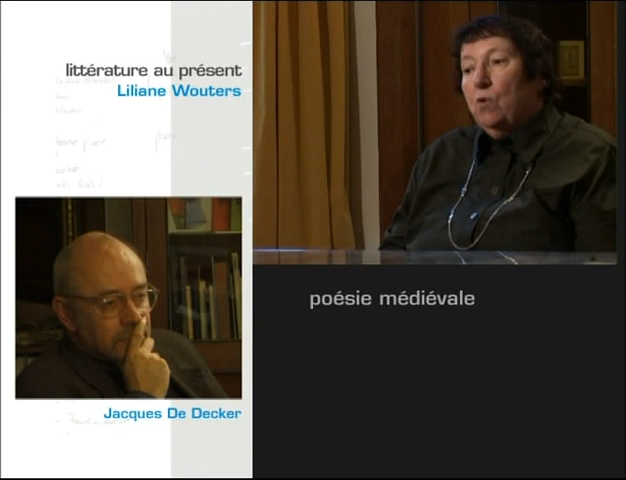 littérature au présent
Liliane Wouters
poésie médiévale
Jacques De Decker